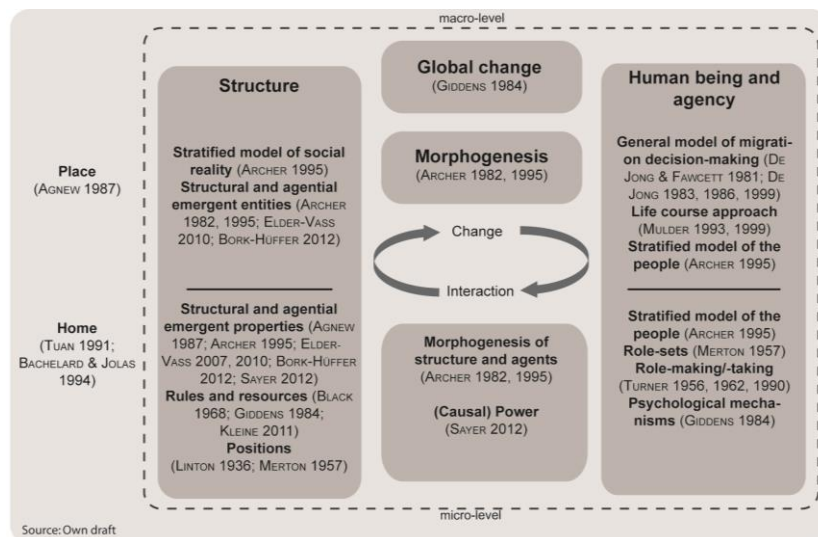 macro-level
Place
(AGNEW 1987)
Home
(TUAN 1991;
BACHELARD & JOLAS
1994)
Structure
Stratified model of social
reality (ARCHER 1995)
Structural and agential
emergent entities (ARCHER
1982, 1995; ELDER-VASS
2010; BORK-HÜFFER 2012)
Structural and agential
emergent properties (AGNEW
1987; ARCHER 1995; ELDER-
VASS 2007, 2010; BORK-HÜFFER
2012; SAYER 2012)
Rules and resources (BLACK
1968; GIDDENS 1984;
KLEINE 2011)
Positions
(LINTON 1936; MERTON 1957)
Global change
(GIDDENS 1984)
Morphogenesis
(ARCHER 1982, 1995)
Change
Interaction
Morphogenesis of
structure and agents
(ARCHER 1982, 1995)
(Causal) Power
(SAYER 2012)
Human being and
agency
General model of migrati-
on decision-making (DE
JONG & FAWCETT 1981; DE
JONG 1983, 1986, 1999)
Life course approach
(MULDER 1993, 1999)
Stratified model of the
people (ARCHER 1995)
Stratified model of the
people (ARCHER 1995)
Role-sets (MERTON 1957)
Role-making/-taking
(TURNER 1956, 1962, 1990)
Psychological mecha-
nisms (GIDDENS 1984)
micro-level
Source: Own draft